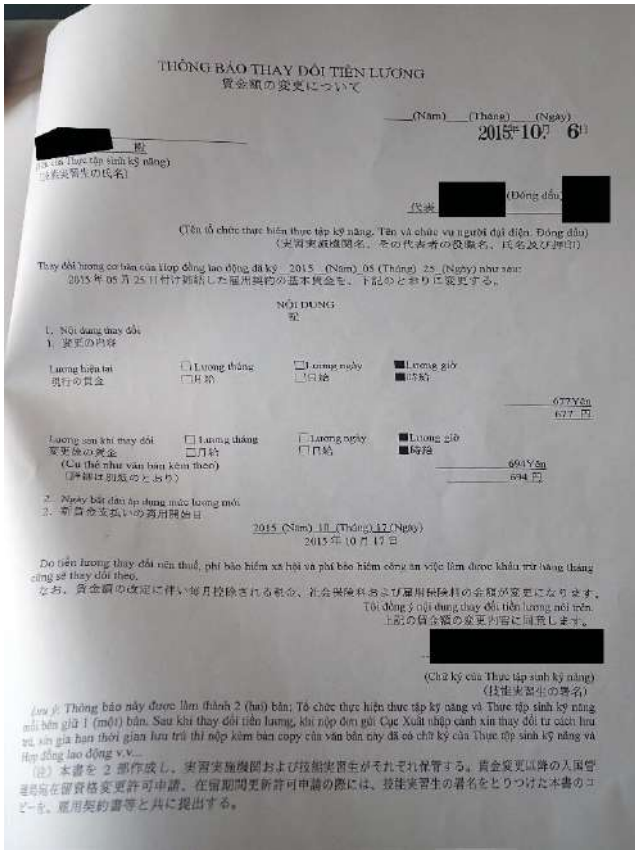 THÔNG BÁO THAY ĐỔI TIỀN LƯƠNG
賃金額の変更について
(Năm) (Tháng) (Ngày)
2015年10月 6日
殿
của Thực tập sinh kỹ năng)
(技能実習生の氏名)
代表 (Đóng dấu)
(Tên tổ chức thực hiện thực tập kỹ năng. Tên và chức vụ người đại diện. Đóng dấu)
(実習実施機関名、その代表者の役職名、氏名及び押印)
Thay đổi lương cơ bản của Hợp đồng lao động đã ký 2015 (Năm) 05 (Tháng) 25 (Ngày) như sau:
2015年05月25日付け締結した雇用契約の基本賃金を、下記のとおりに変更する。
NỘI DUNG
記
1. Nội dung thay đổi
1. 変更の内容
Lương hiện tại □Lương tháng □Lương ngày ■Lương giờ
現行の賃金 □月給 □日給 ■時給
677Yên
677 円
Lương sau khi thay đổi □Lương tháng □Lương ngày ■Lương giờ
変更後の賃金 □月給 □日給 ■時給
(Cụ thể như văn bản kèm theo) 694Yên
(詳細は別紙のとおり) 694 円
2. Ngày bắt đầu áp dụng mức lương mới
2. 新賃金支払いの適用開始日
2015 (Năm) 10 (Tháng) 17 (Ngày)
2015年10月17日
Do tiền lương thay đổi nên thuế, phí bảo hiểm xã hội và phí bảo hiểm công ăn việc làm được khấu trừ hàng tháng
cũng sẽ thay đổi theo.
なお、賃金額の改定に伴い毎月控除される税金、社会保険料および雇用保険料の金額が変更になります。
Tôi đồng ý nội dung thay đổi tiền lương nói trên.
上記の賃金額の変更内容に同意します。
(Chữ ký của Thực tập sinh kỹ năng)
(技能実習生の署名)
Lưu ý: Thông báo này được làm thành 2 (hai) bản; Tổ chức thực hiện thực tập kỹ năng và Thực tập sinh kỹ năng
mỗi bên giữ 1 (một) bản. Sau khi thay đổi tiền lương, khi nộp đơn gửi Cục Xuất nhập cảnh xin thay đổi tư cách lưu
trú, xin gia hạn thời gian lưu trú thì nộp kèm bản copy của văn bản này đã có chữ ký của Thực tập sinh kỹ năng và
Hợp đồng lao động v.v...
(注) 本書を2部作成し、実習実施機関および技能実習生がそれぞれ保管する。賃金変更以降の入国管
理局宛在留資格変更許可申請、在留期間更新許可申請の際には、技能実習生の署名をとりつけた本書のコ
ピーを、雇用契約書等と共に提出する。